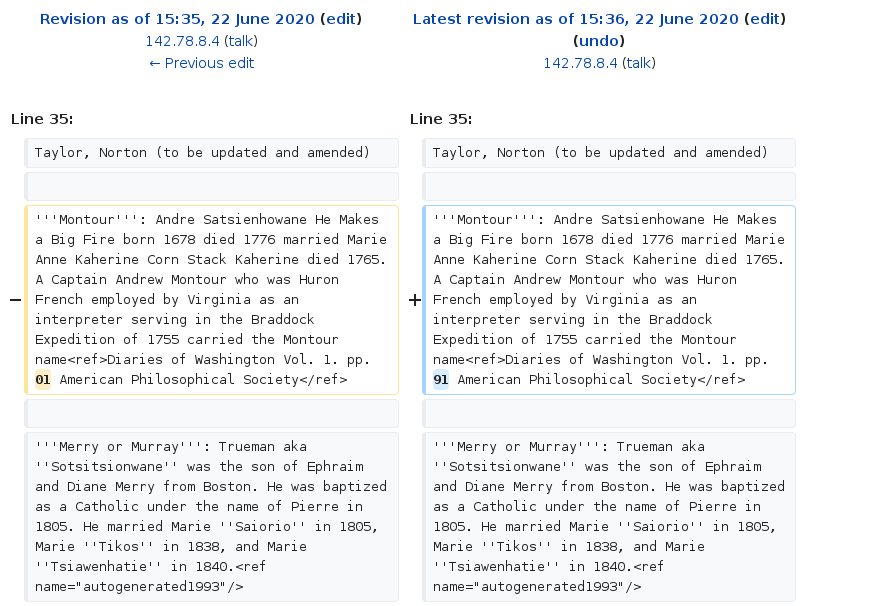 Revision as of 15:35, 22 June 2020 (edit)
142.78.8.4 (talk)
← Previous edit
Latest revision as of 15:36, 22 June 2020 (edit)
(undo)
142.78.8.4 (talk)
Line 35:
Line 35:
Taylor, Norton (to be updated and amended)
Taylor, Norton (to be updated and amended)
−
'''Montour''': Andre Satsienhowane He Makes
a Big Fire born 1678 died 1776 married Marie
Anne Kaherine Corn Stack Kaherine died 1765.
A Captain Andrew Montour who was Huron
French employed by Virginia as an
interpreter serving in the Braddock
Expedition of 1755 carried the Montour
name<ref>Diaries of Washington Vol. 1. pp.
01 American Philosophical Society</ref>
+
'''Montour''': Andre Satsienhowane He Makes
a Big Fire born 1678 died 1776 married Marie
Anne Kaherine Corn Stack Kaherine died 1765.
A Captain Andrew Montour who was Huron
French employed by Virginia as an
interpreter serving in the Braddock
Expedition of 1755 carried the Montour
name<ref>Diaries of Washington Vol. 1. pp.
91 American Philosophical Society</ref>
'''Merry or Murray''': Trueman aka
''Sotsitsionwane'' was the son of Ephraim
and Diane Merry from Boston. He was baptized
as a Catholic under the name of Pierre in
1805. He married Marie ''Saiorio'' in 1805,
Marie ''Tikos'' in 1838, and Marie
''Tsiawenhatie'' in 1840.<ref
name="autogenerated1993"/>
'''Merry or Murray''': Trueman aka
''Sotsitsionwane'' was the son of Ephraim
and Diane Merry from Boston. He was baptized
as a Catholic under the name of Pierre in
1805. He married Marie ''Saiorio'' in 1805,
Marie ''Tikos'' in 1838, and Marie
''Tsiawenhatie'' in 1840.<ref
name="autogenerated1993"/>